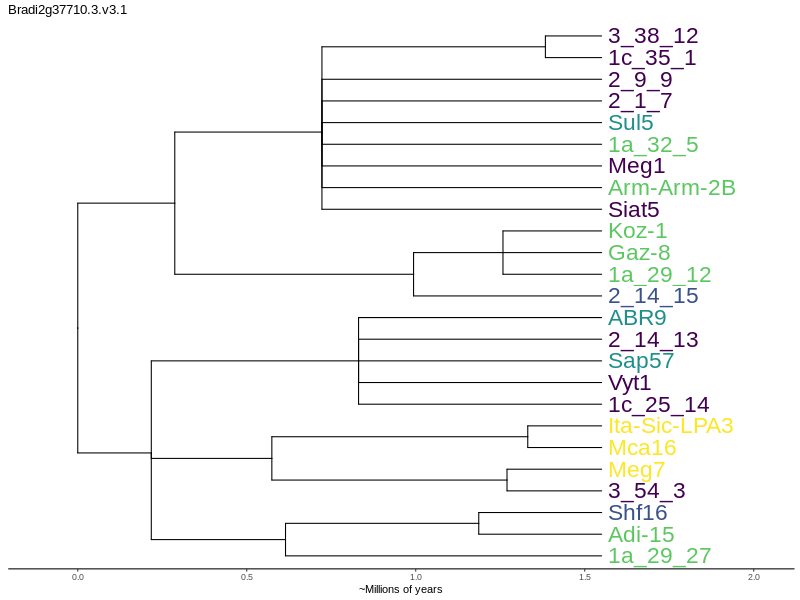 Bradi2g37710.3.v3.1
3_38_12
1c_35_1
2_9_9
2_1_7
Sul5
1a_32_5
Meg1
Arm-Arm-2B
Siat5
Koz-1
Gaz-8
1a_29_12
2_14_15
ABR9
2_14_13
Sap57
Vyt1
1c_25_14
Ita-Sic-LPA3
Mca16
Meg7
3_54_3
Shf16
Adi-15
1a_29_27
0.0 0.5 1.0 1.5 2.0
~Millions of years